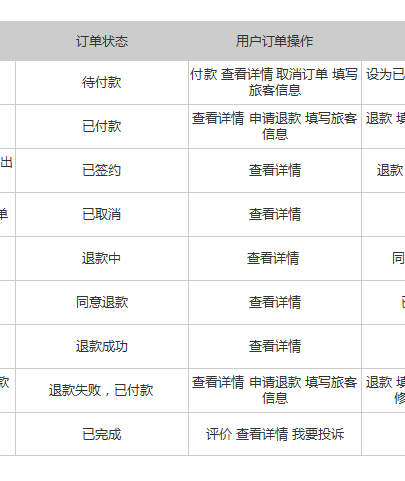 订单状态 用户订单操作
待付款 付款 查看详情 取消订单 填写 设为已
旅客信息
已付款 查看详情 申请退款 填写旅客 退款 填
信息
出
已签约 查看详情 退款
单 已取消 查看详情
退款中 查看详情 同
同意退款 查看详情
退款成功 查看详情
款 查看详情 申请退款 填写旅客 退款 填
退款失败，已付款 信息 修
已完成 评价 查看详情 我要投诉